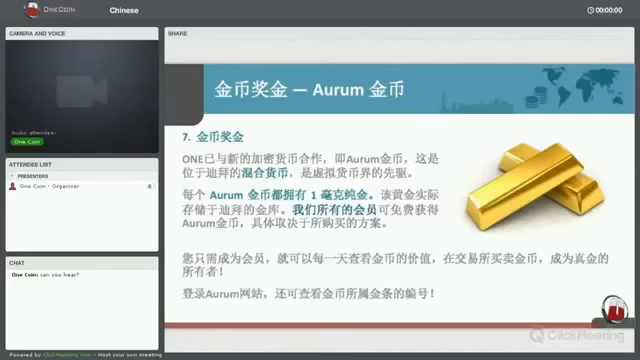 ONECOIN
Chinese
00:00:00
CAMERA AND VOICE
SHARE
Audio attendee
One Coin
ATTENDEE LIST
PRESENTERS
One Coin - Organizer
CHAT
One Coin: can you hear?
金币奖金 — Aurum 金币
7. 金币奖金
ONE已与新的加密货币合作，即Aurum金币，这是
位于迪拜的混合货币，是虚拟货币界的先驱。
每个 Aurum 金币都拥有 1 毫克纯金。该黄金实际
存储于迪拜的金库。我们所有的会员可免费获得
Aurum金币，具体取决于所购买的方案。
您只需成为会员，就可以每一天查看金币的价值，在交易所买卖金币，成为真金的
所有者！
登录Aurum网站，还可查看金币所属金条的编号！
ClickMeeting
Powered by ClickMeeting.com - Host your own meeting